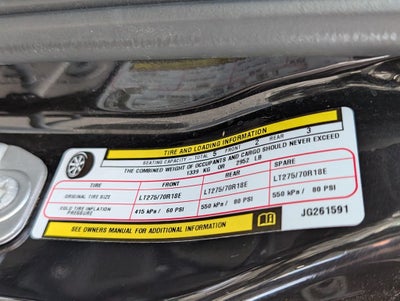 TIRE AND LOADING INFORMATION
SEATING CAPACITY - TOTAL 5 FRONT 2 REAR 3
THE COMBINED WEIGHT OF OCCUPANTS AND CARGO SHOULD NEVER EXCEED
1339 KG OR 2952 LB
TIRE FRONT REAR SPARE
ORIGINAL TIRE SIZE LT275/70R18E LT275/70R18E LT275/70R18E
COLD TIRE INFLATION PRESSURE 415 kPa / 60 PSI 550 kPa / 80 PSI 550 kPa / 80 PSI
SEE OWNERS MANUAL FOR ADDITIONAL INFORMATION
JG261591